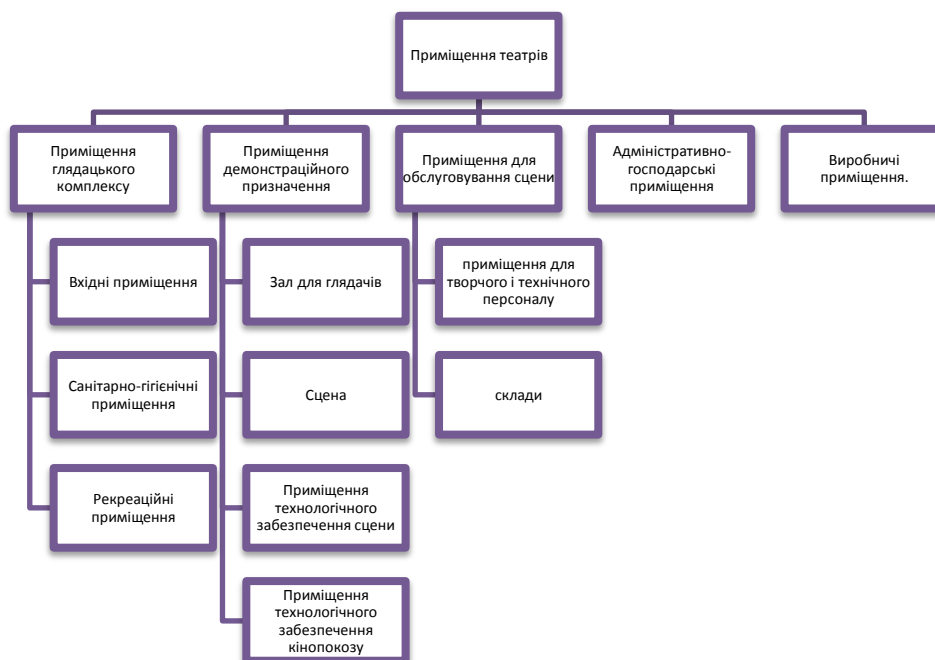 Приміщення театрів
Приміщення
глядацького
комплексу
Приміщення
демонстраційного
призначення
Приміщення для
обслуговування сцени
Адміністративно-
господарські
приміщення
Виробничі
приміщення.
Вхідні приміщення
Зал для глядачів
приміщення для
творчого і технічного
персоналу
Санітарно-гігієнічні
приміщення
Сцена
склади
Рекреаційні
приміщення
Приміщення
технологічного
забезпечення сцени
Приміщення
технологічного
забезпечення
кінопокозу